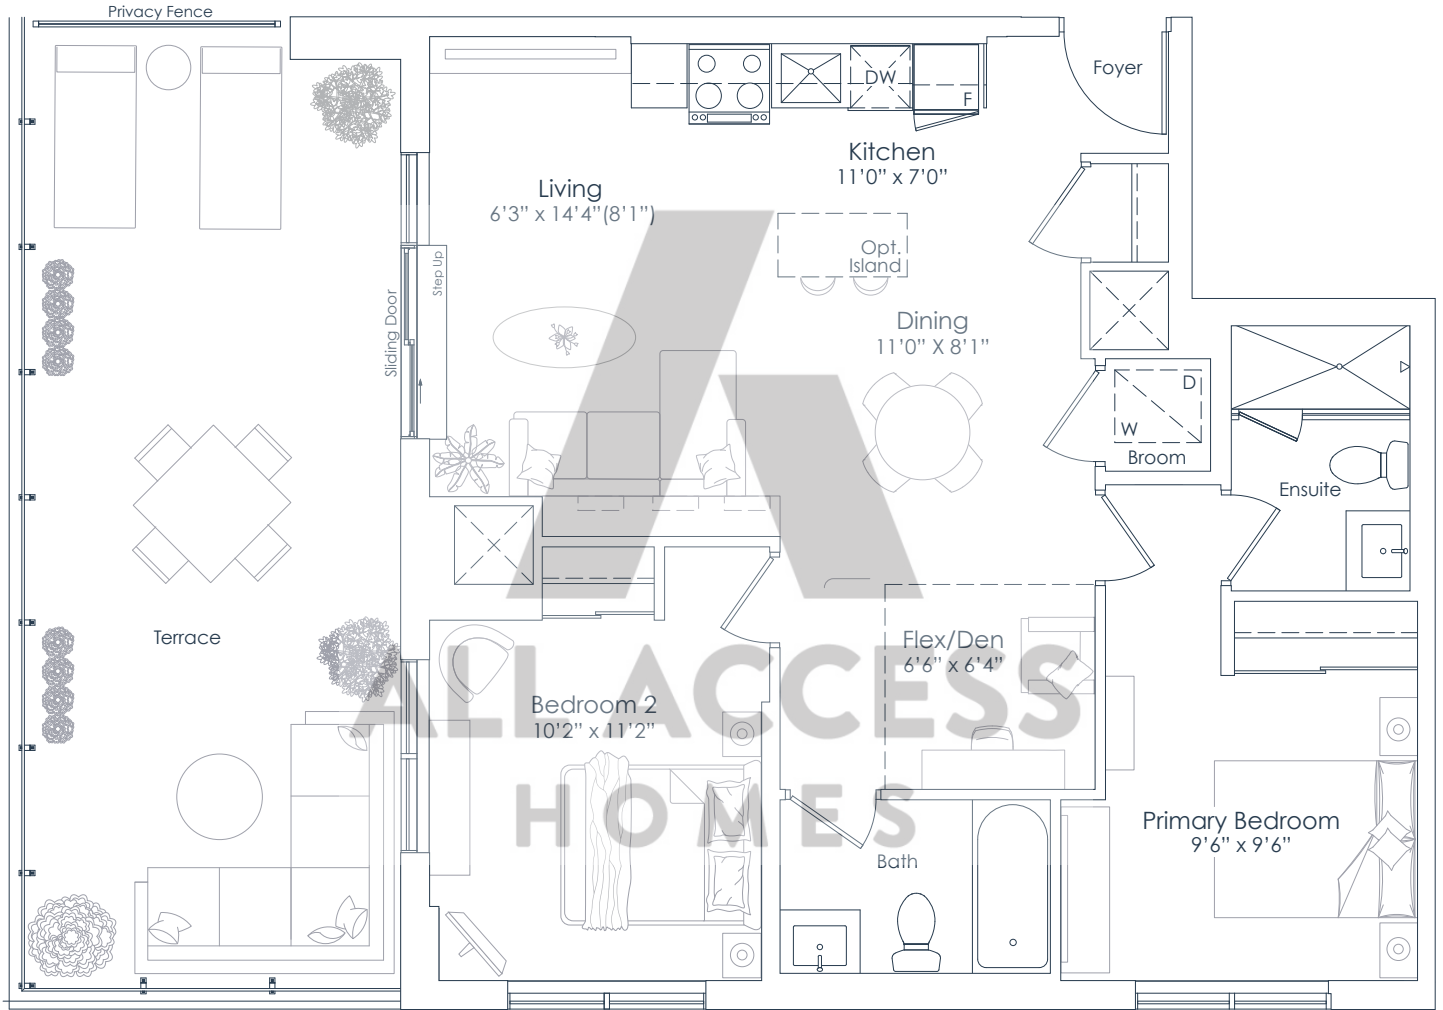 Privacy Fence
Foyer
DW
F
Kitchen
11’0” x 7’0”
Living
6’3” x 14’4”(8’1”)
Opt.
Island
Step Up
Sliding Door
Dining
11’0” X 8’1”
D
W
Broom
Ensuite
Terrace
Flex/Den
6’6” x 6’4”
ALL ACCESS
HOMES
Bedroom 2
10’2” x 11’2”
Primary Bedroom
9’6” x 9’6”
Bath